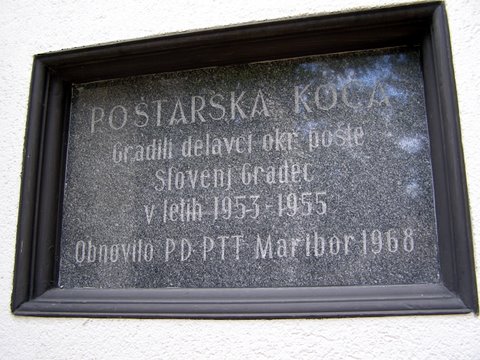 POŠTARSKA KOČA
Gradili delavci okr. pošte
Slovenj Gradec
v letih 1953-1955
Obnovilo PD PTT Maribor 1968